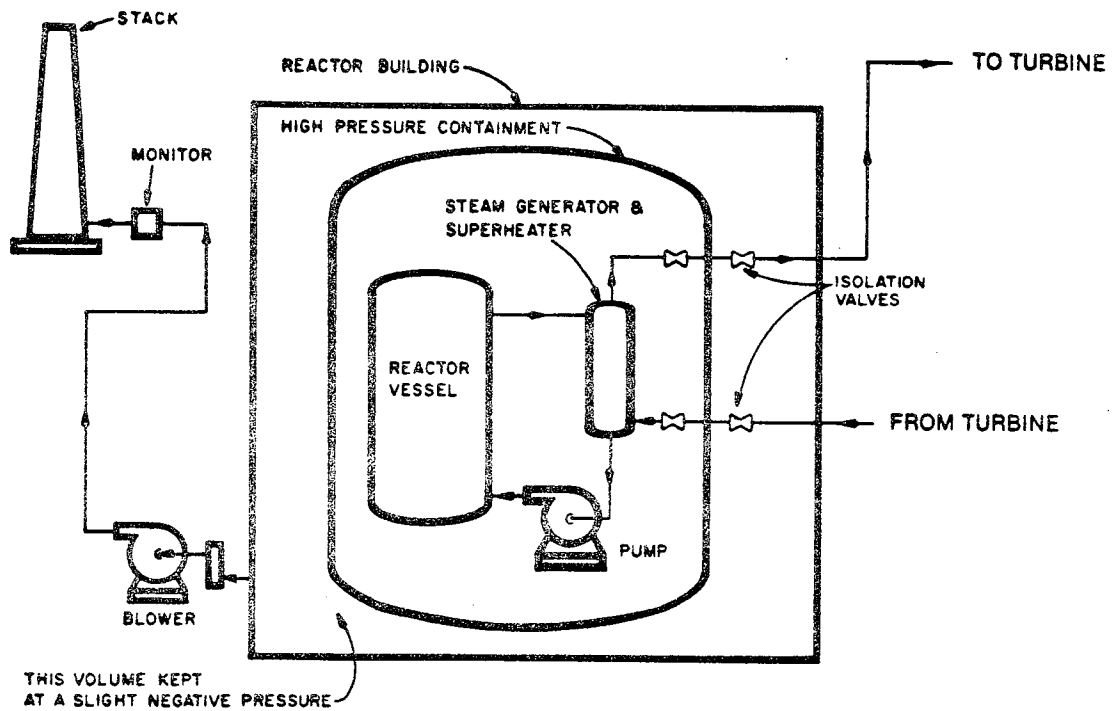 STACK
REACTOR BUILDING
TO TURBINE
HIGH PRESSURE CONTAINMENT
MONITOR
STEAM GENERATOR &
SUPERHEATER
ISOLATION
VALVES
REACTOR
VESSEL
FROM TURBINE
PUMP
BLOWER
THIS VOLUME KEPT
AT A SLIGHT NEGATIVE PRESSURE